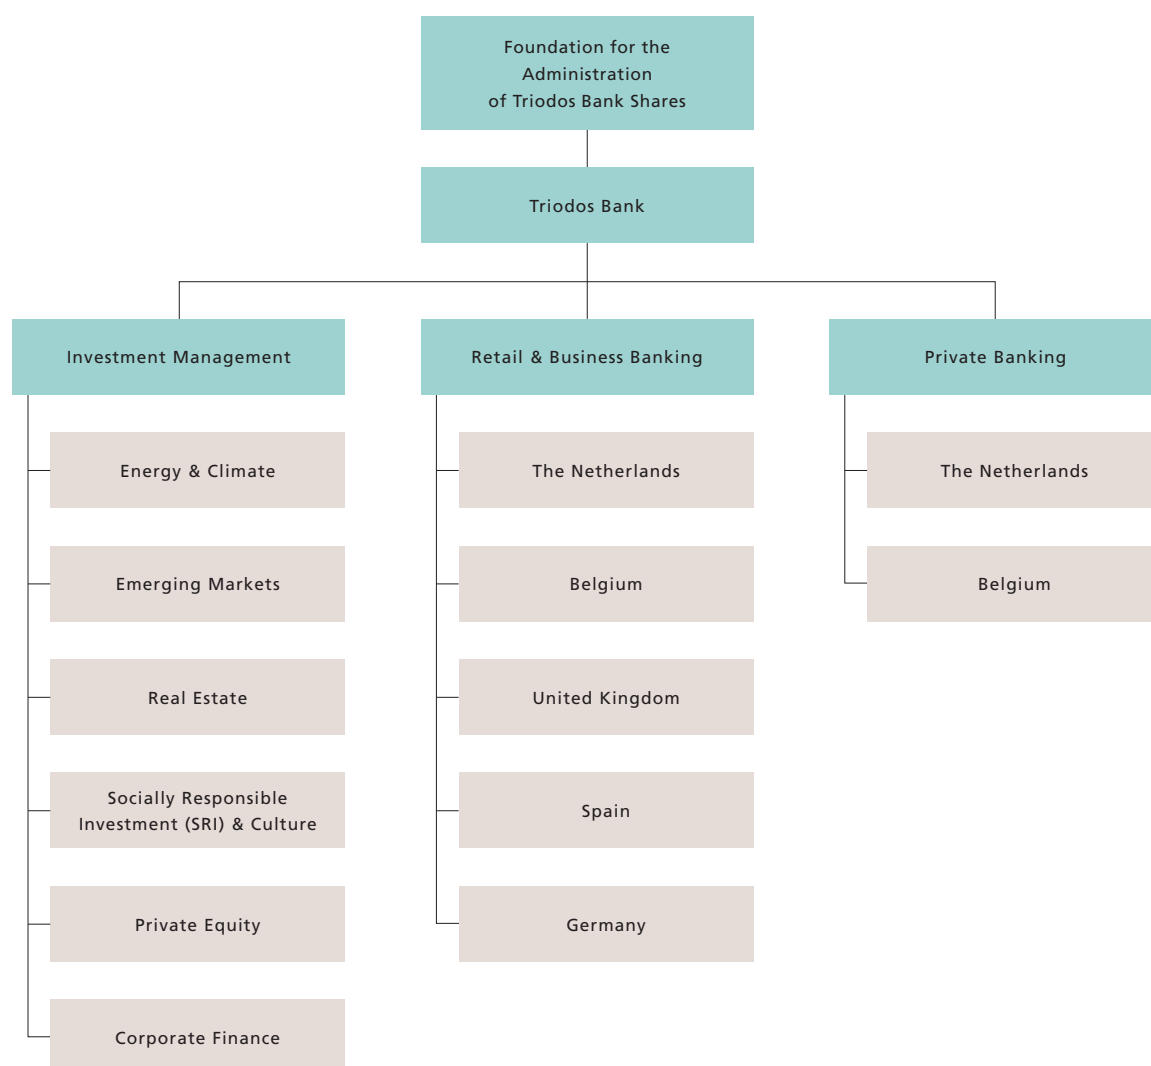 Foundation for the
Administration
of Triodos Bank Shares
Triodos Bank
Investment Management
Energy & Climate
Emerging Markets
Real Estate
Socially Responsible
Investment (SRI) & Culture
Private Equity
Corporate Finance
Retail & Business Banking
The Netherlands
Belgium
United Kingdom
Spain
Germany
Private Banking
The Netherlands
Belgium